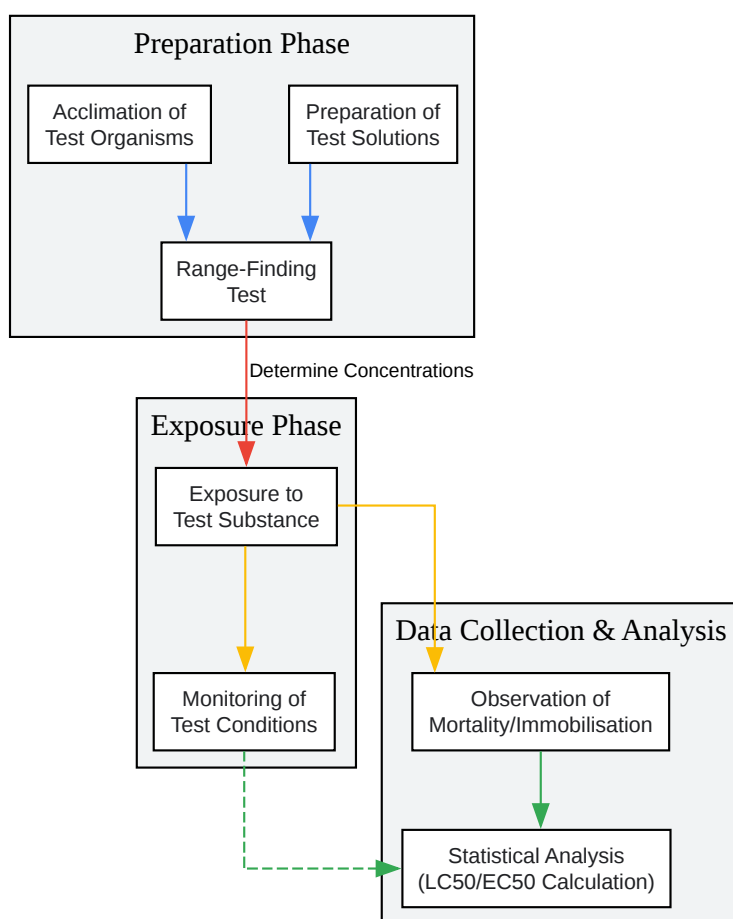 Preparation Phase
Acclimation of
Test Organisms
Preparation of
Test Solutions
Range-Finding
Test
Determine Concentrations
Exposure Phase
Exposure to
Test Substance
Monitoring of
Test Conditions
Data Collection & Analysis
Observation of
Mortality/Immobilisation
Statistical Analysis
(LC50/EC50 Calculation)